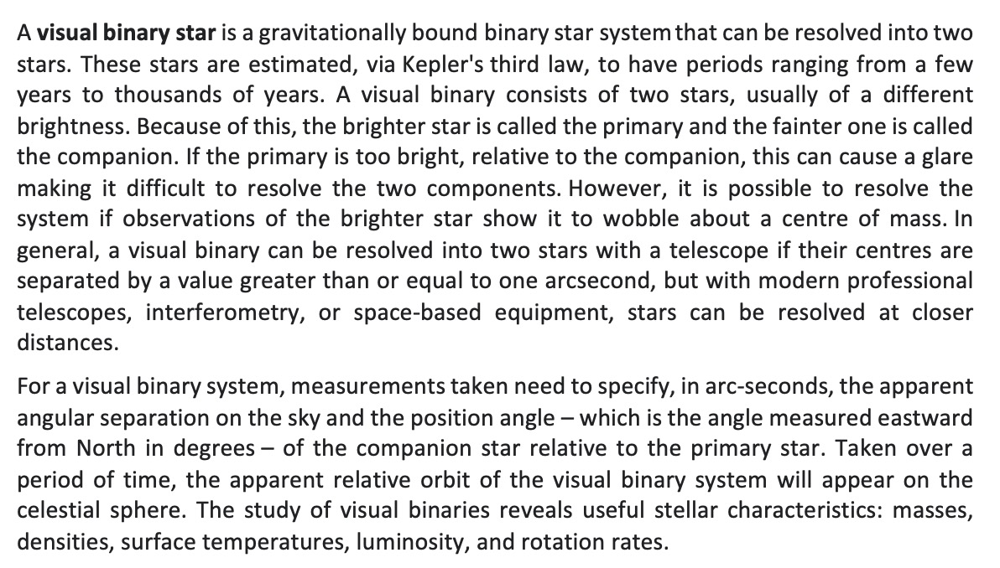 A visual binary star is a gravitationally bound binary star system that can be resolved into two
stars. These stars are estimated, via Kepler's third law, to have periods ranging from a few
years to thousands of years. A visual binary consists of two stars, usually of a different
brightness. Because of this, the brighter star is called the primary and the fainter one is called
the companion. If the primary is too bright, relative to the companion, this can cause a glare
making it difficult to resolve the two components. However, it is possible to resolve the
system if observations of the brighter star show it to wobble about a centre of mass. In
general, a visual binary can be resolved into two stars with a telescope if their centres are
separated by a value greater than or equal to one arcsecond, but with modern professional
telescopes, interferometry, or space-based equipment, stars can be resolved at closer
distances.
For a visual binary system, measurements taken need to specify, in arc-seconds, the apparent
angular separation on the sky and the position angle – which is the angle measured eastward
from North in degrees – of the companion star relative to the primary star. Taken over a
period of time, the apparent relative orbit of the visual binary system will appear on the
celestial sphere. The study of visual binaries reveals useful stellar characteristics: masses,
densities, surface temperatures, luminosity, and rotation rates.